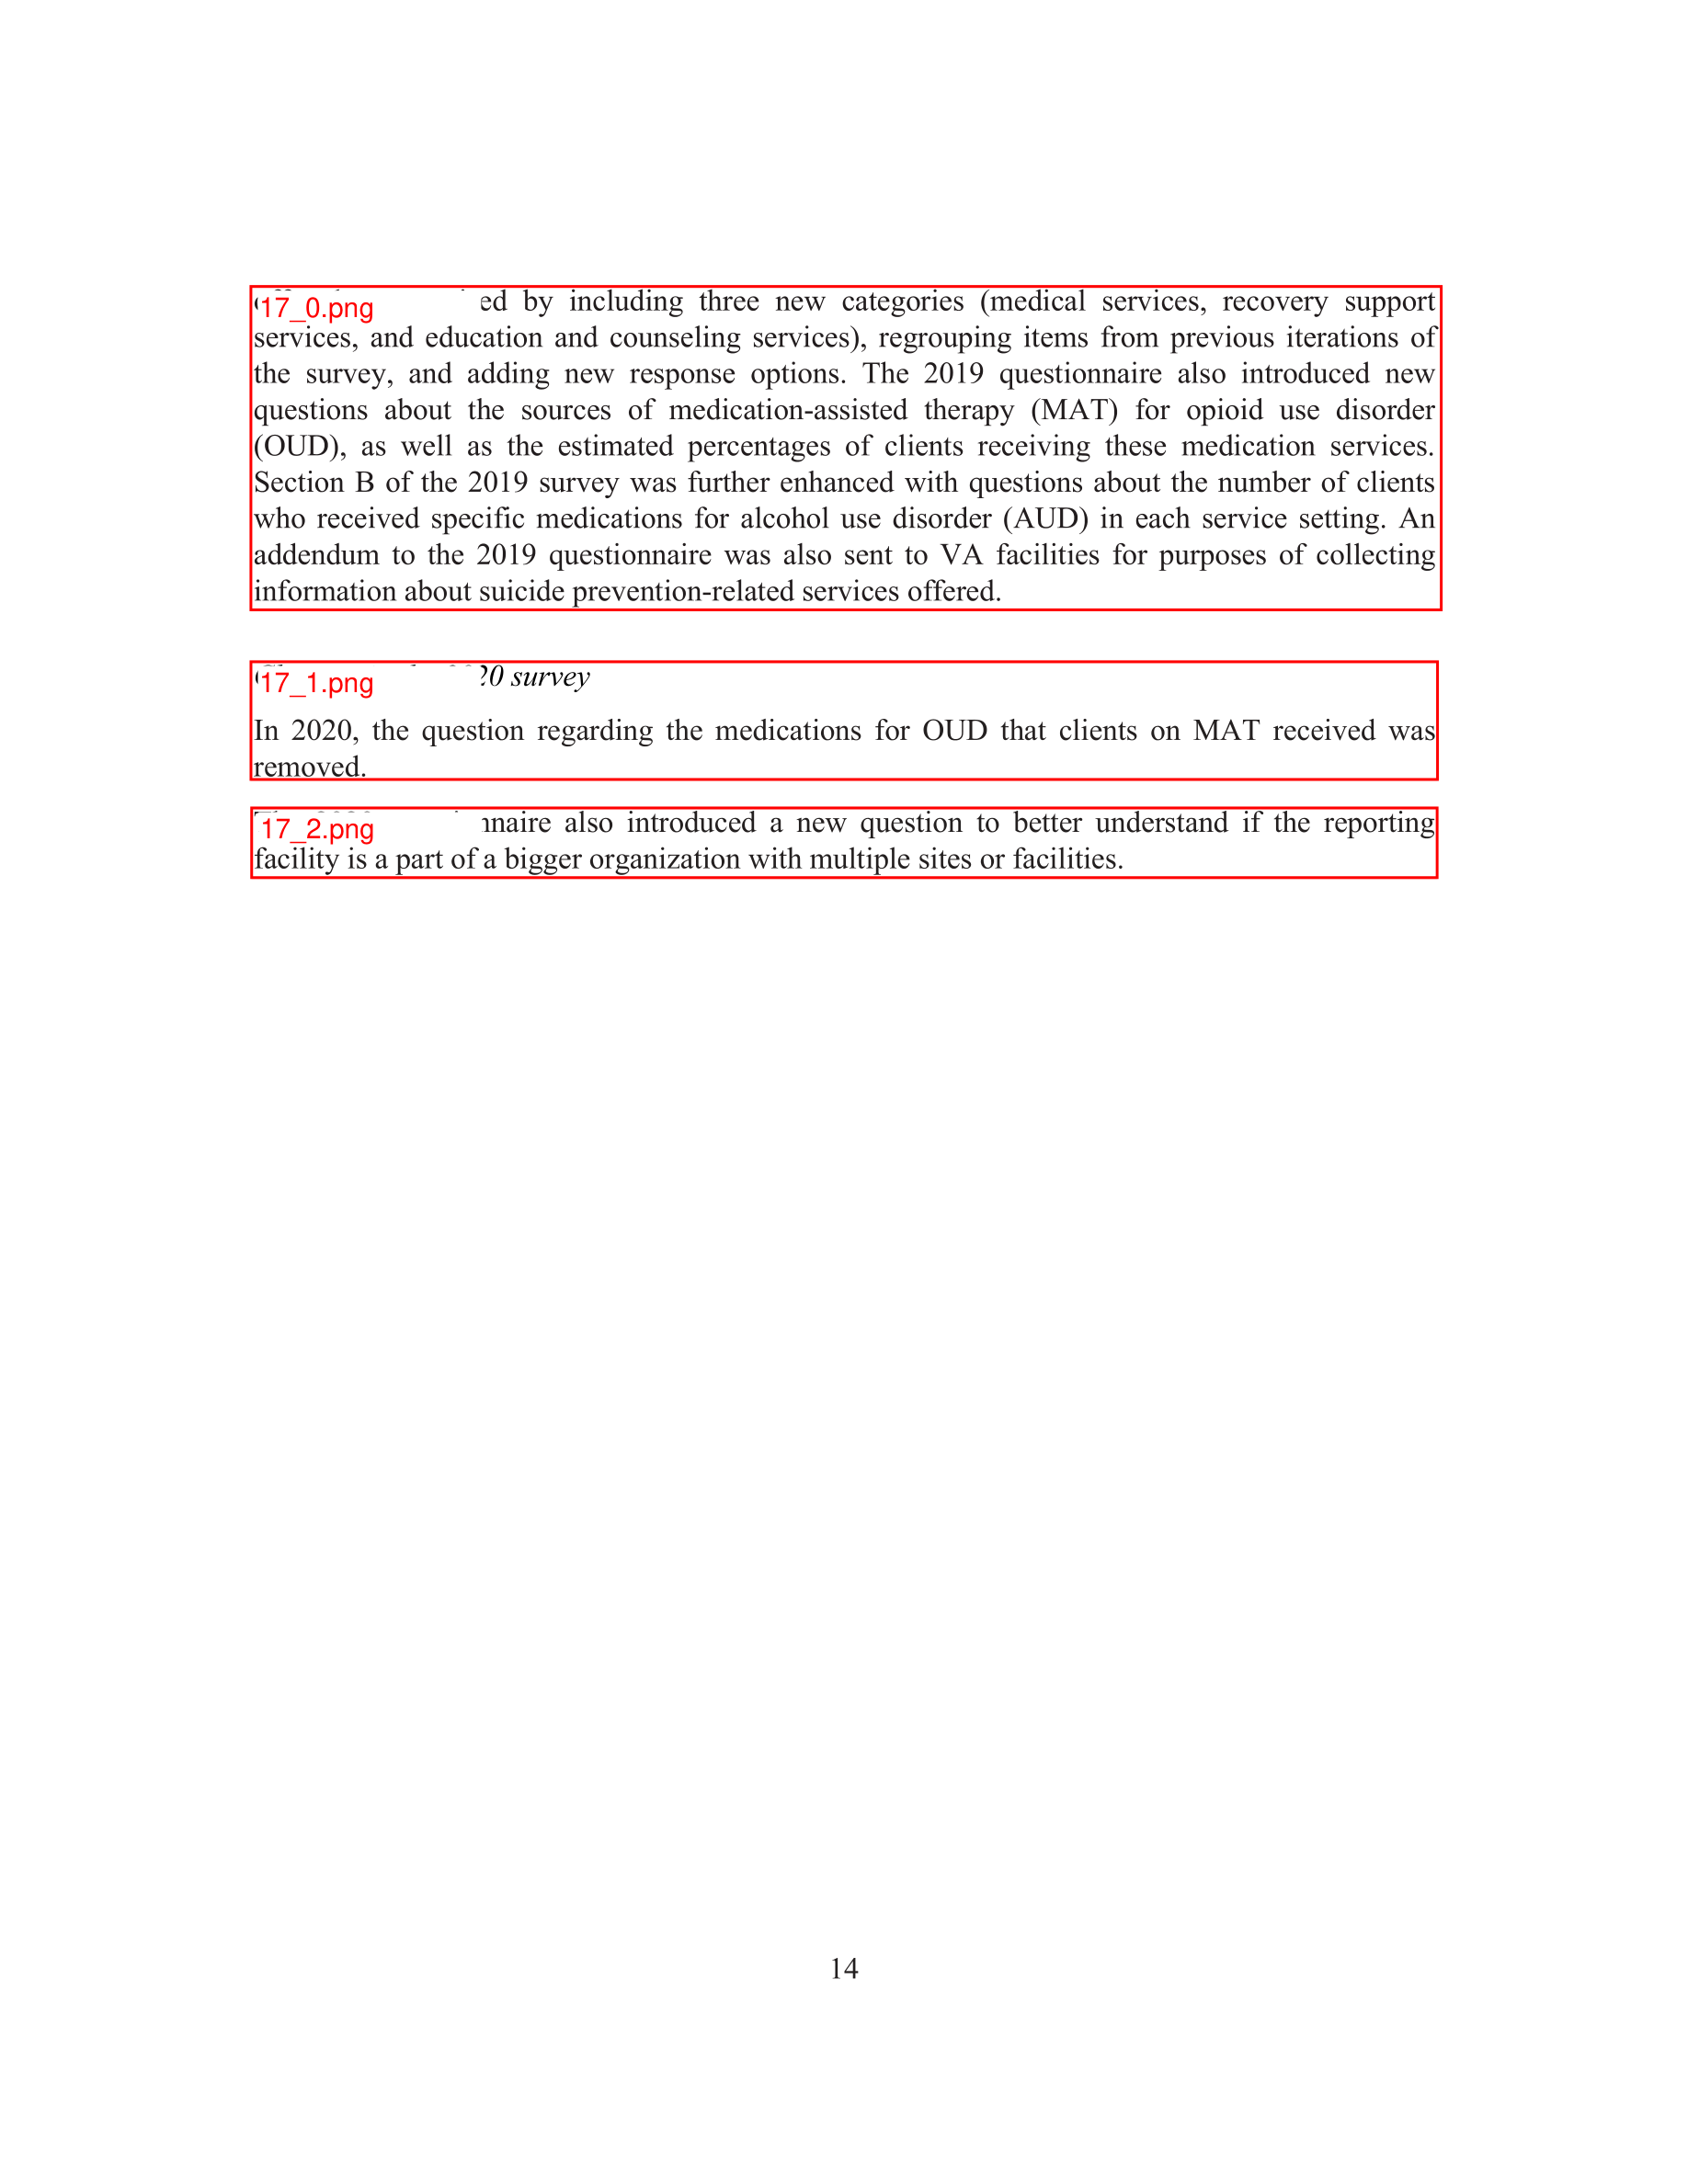 17_0.png ed by including three new categories (medical services, recovery support
services, and education and counseling services), regrouping items from previous iterations of
the survey, and adding new response options. The 2019 questionnaire also introduced new
questions about the sources of medication-assisted therapy (MAT) for opioid use disorder
(OUD), as well as the estimated percentages of clients receiving these medication services.
Section B of the 2019 survey was further enhanced with questions about the number of clients
who received specific medications for alcohol use disorder (AUD) in each service setting. An
addendum to the 2019 questionnaire was also sent to VA facilities for purposes of collecting
information about suicide prevention-related services offered.
17_1.png 20 survey
In 2020, the question regarding the medications for OUD that clients on MAT received was
removed.
17_2.png nnaire also introduced a new question to better understand if the reporting
facility is a part of a bigger organization with multiple sites or facilities.
14